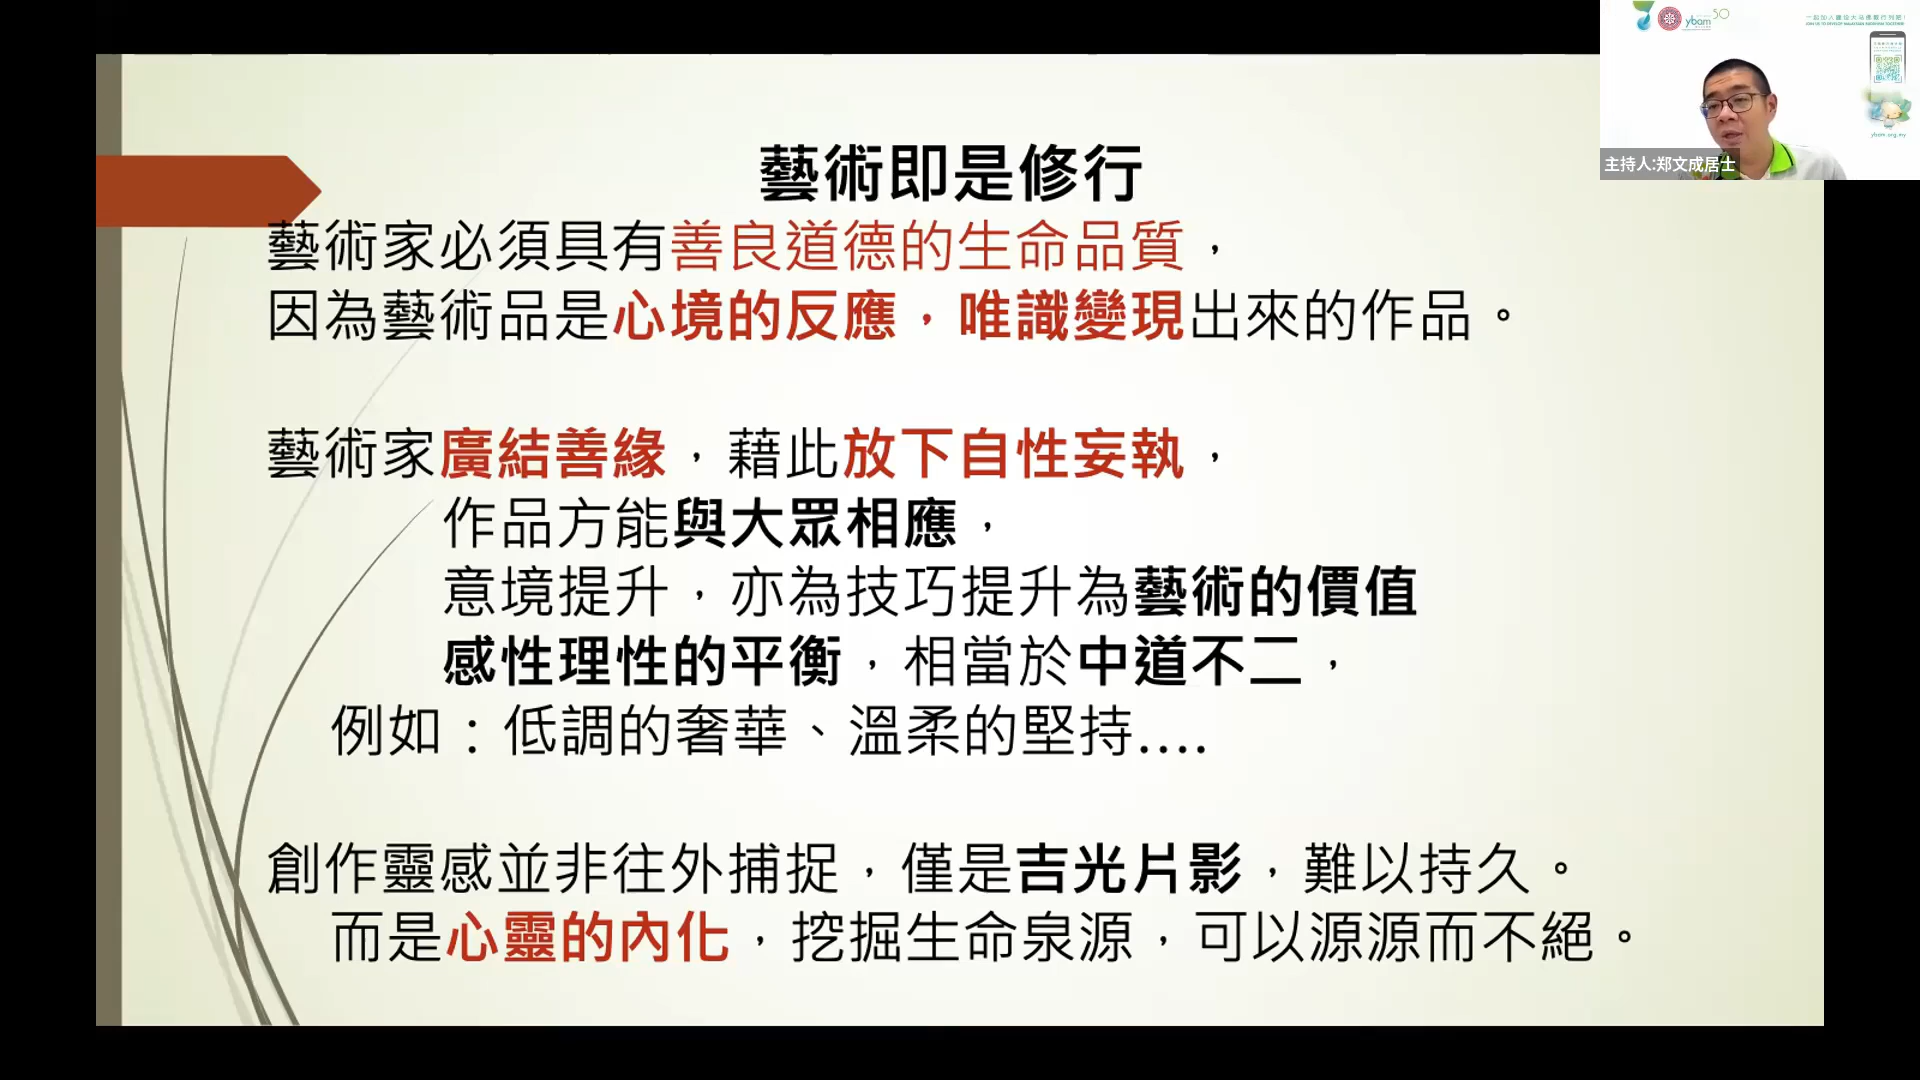 藝術即是修行
藝術家必須具有善良道德的生命品質，
因為藝術品是心境的反應，唯識變現出來的作品。
藝術家廣結善緣，藉此放下自性妄執，
作品方能與大眾相應，
意境提升，亦為技巧提升為藝術的價值
感性理性的平衡，相當於中道不二，
例如：低調的奢華、溫柔的堅持....
創作靈感並非往外捕捉，僅是吉光片影，難以持久。
而是心靈的內化，挖掘生命泉源，可以源源而不絕。
ybam 50
主持人:郑文成居士
ybam.org.my